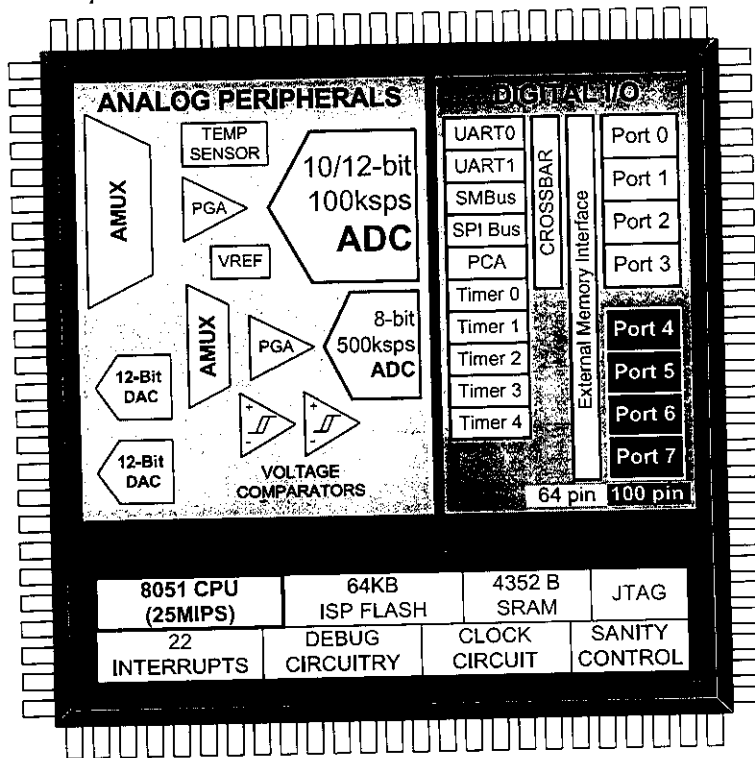 ANALOG PERIPHERALS
AMUX
TEMP
SENSOR
PGA
VREF
10/12-bit
100ksps
ADC
AMUX
PGA
8-bit
500ksps
ADC
12-Bit
DAC
12-Bit
DAC
+
-
+
-
VOLTAGE
COMPARATORS
DIGITAL I/O
UART0
UART1
SMBus
SPI Bus
PCA
Timer 0
Timer 1
Timer 2
Timer 3
Timer 4
CROSSBAR
External Memory Interface
Port 0
Port 1
Port 2
Port 3
Port 4
Port 5
Port 6
Port 7
64 pin
100 pin
8051 CPU
(25MIPS)
64KB
ISP FLASH
4352 B
SRAM
JTAG
22
INTERRUPTS
DEBUG
CIRCUITRY
CLOCK
CIRCUIT
SANITY
CONTROL